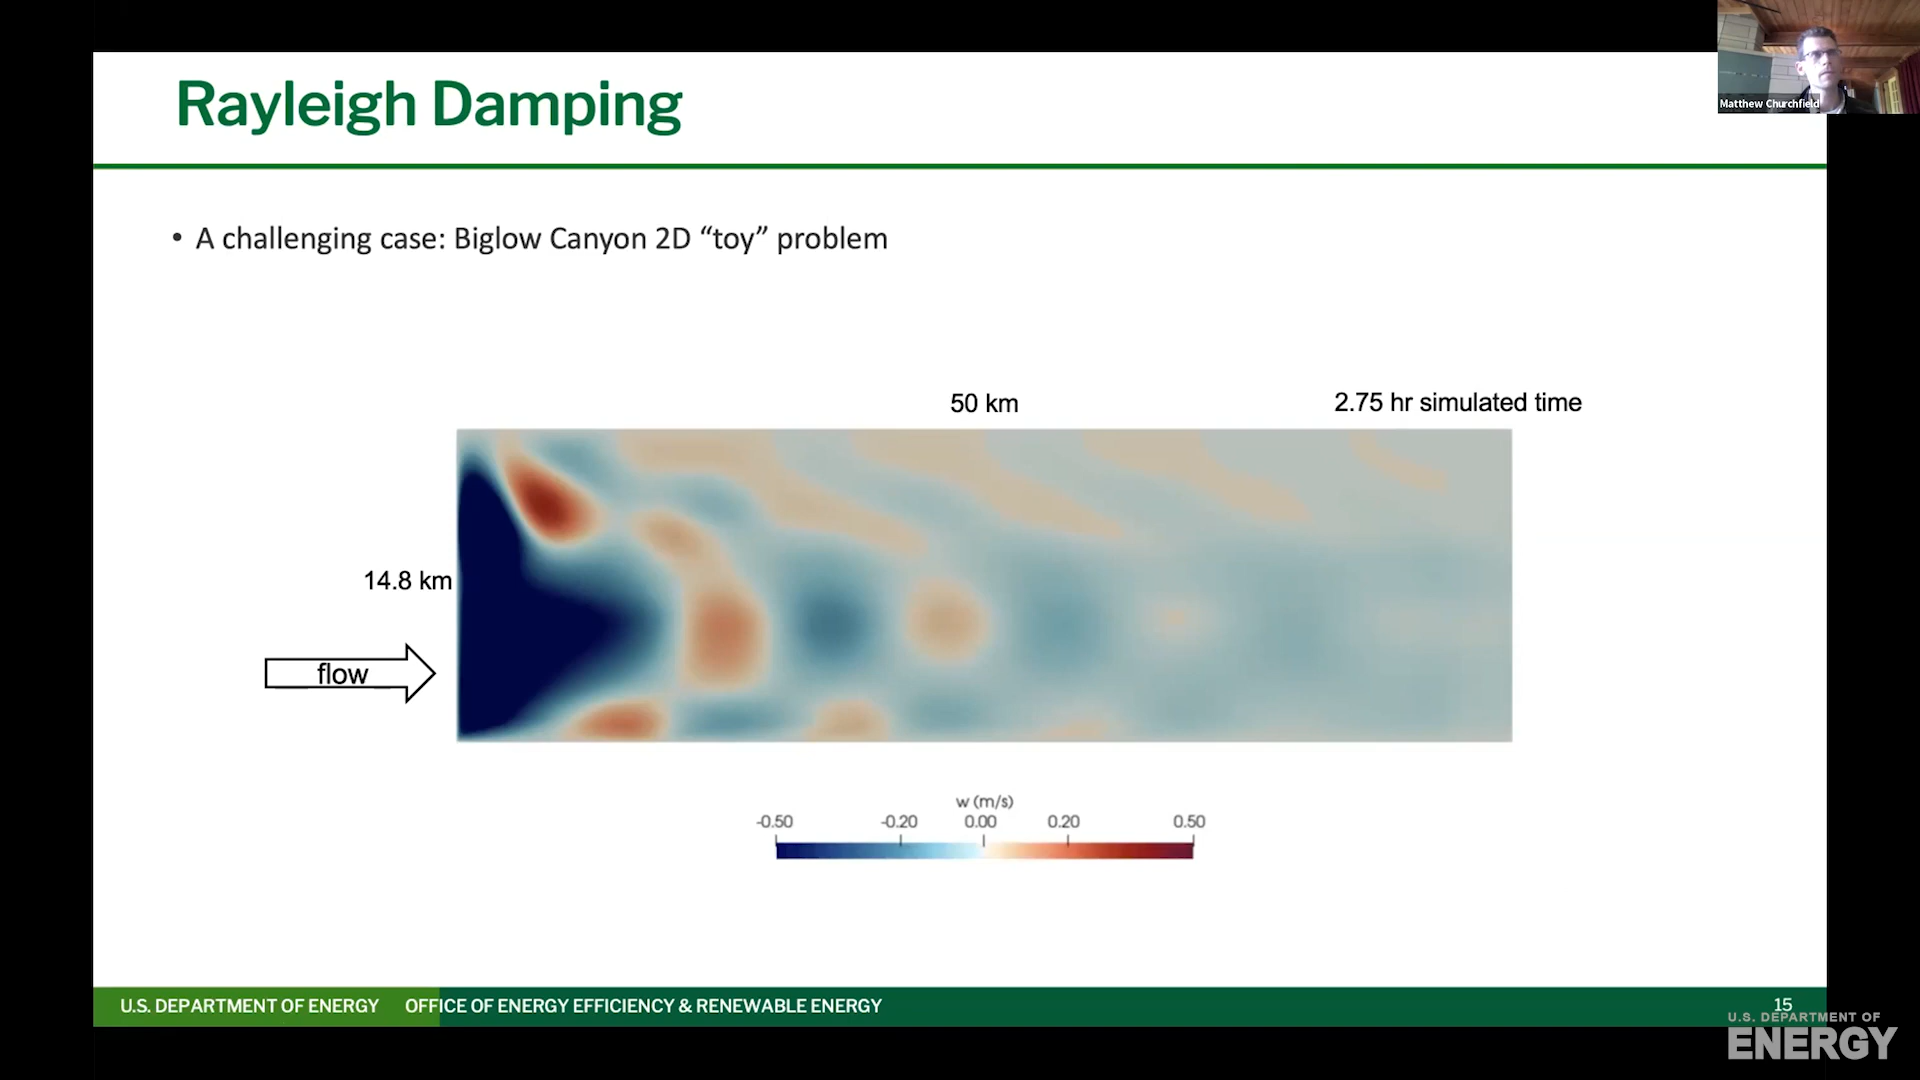 Rayleigh Damping
Matthew Churchfield
• A challenging case: Biglow Canyon 2D “toy” problem
50 km
2.75 hr simulated time
14.8 km
flow
w (m/s)
-0.50 -0.20 0.00 0.20 0.50
U.S. DEPARTMENT OF ENERGY OFFICE OF ENERGY EFFICIENCY & RENEWABLE ENERGY
15
U.S. DEPARTMENT OF
ENERGY